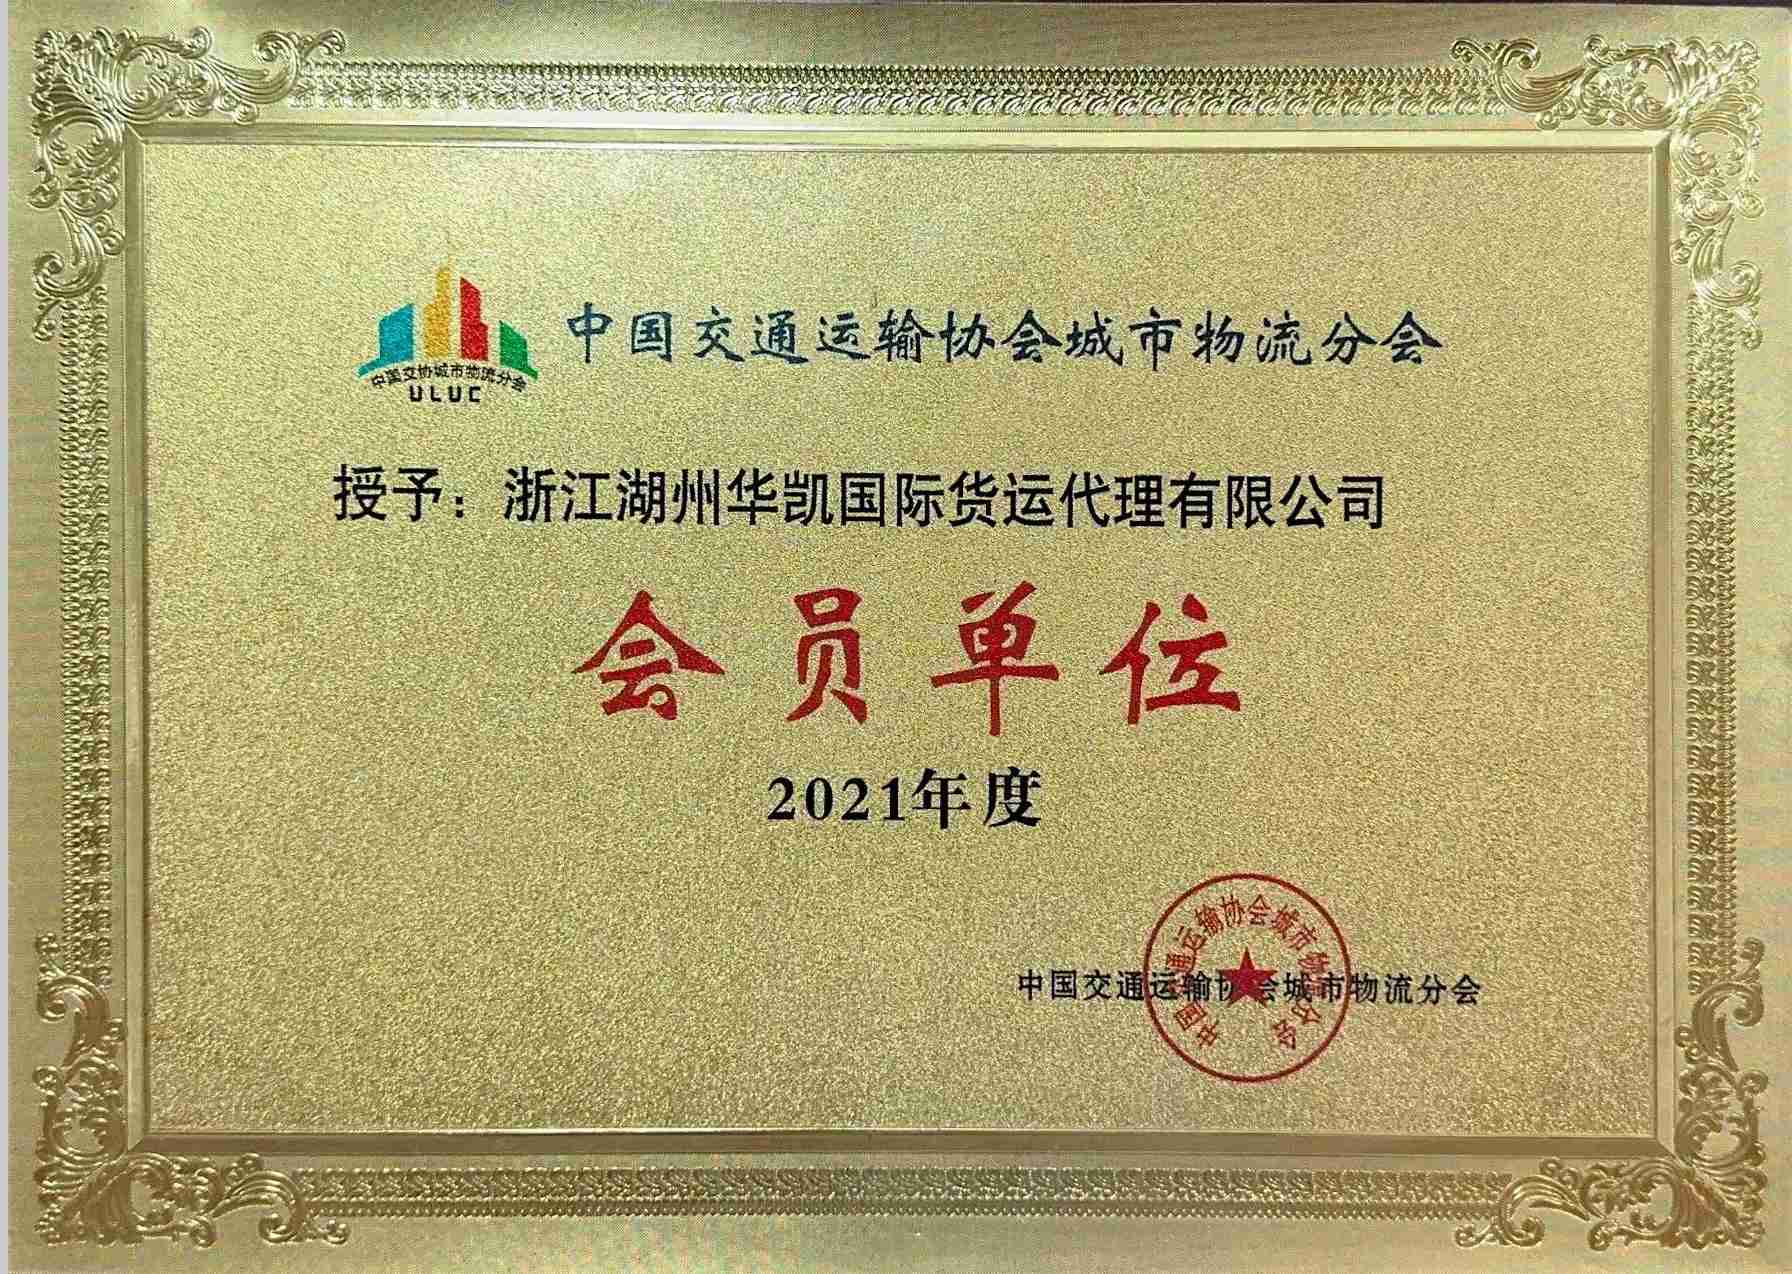 中国交通运输协会城市物流分会
中国交协城市物流分会
ULUC
授予：浙江湖州华凯国际货运代理有限公司
会员单位
2021年度
中国交通运输协会城市物流分会
中国交通运输协会城市物流分会